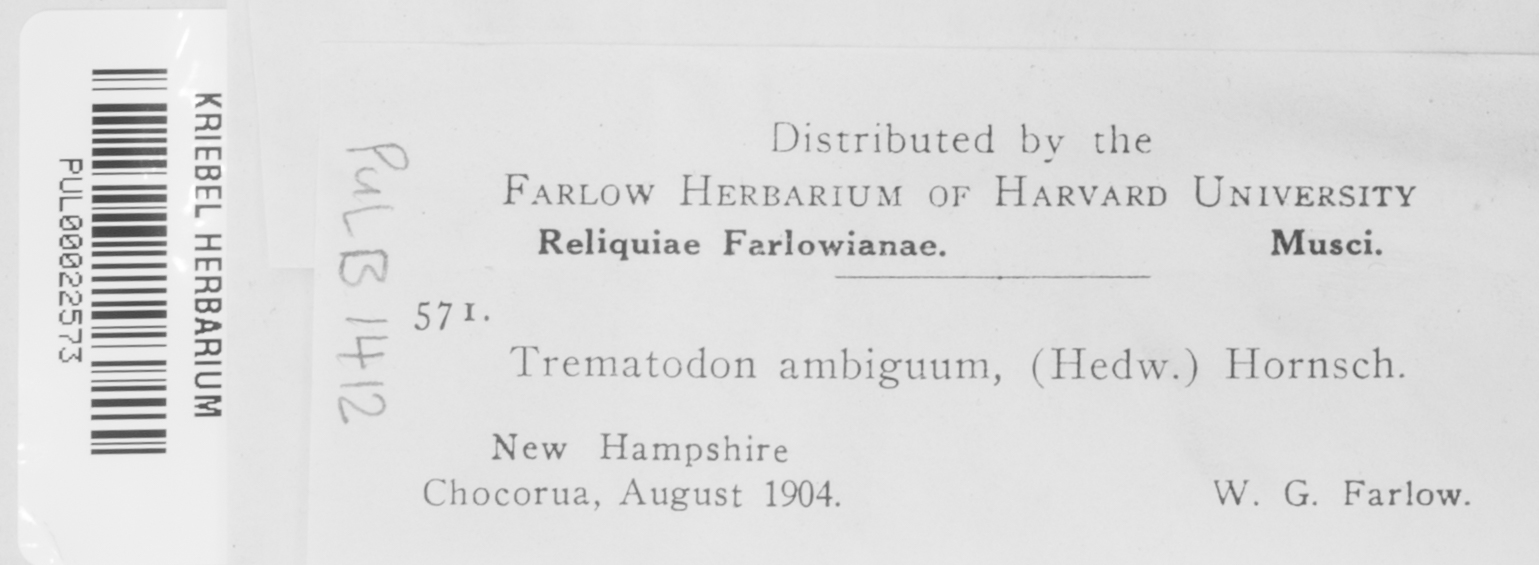 KRIEBEL HERBARIUM
PUL00022573
PUL B 1412
Distributed by the
FARLOW HERBARIUM OF HARVARD UNIVERSITY
Reliquiae Farlowianae. Musci.
571.
Trematodon ambiguum, (Hedw.) Hornsch.
New Hampshire
Chocorua, August 1904. W. G. Farlow.